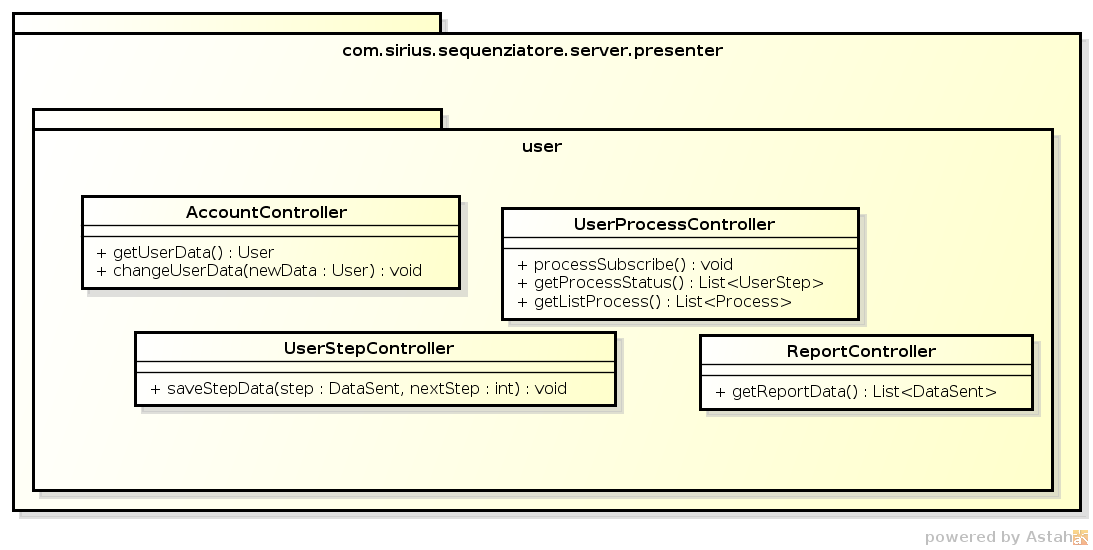 com.sirius.sequenziatore.server.presenter
user
AccountController
+ getUserData() : User
+ changeUserData(newData : User) : void
UserProcessController
+ processSubscribe() : void
+ getProcessStatus() : List<UserStep>
+ getListProcess() : List<Process>
UserStepController
+ saveStepData(step : DataSent, nextStep : int) : void
ReportController
+ getReportData() : List<DataSent>
powered by Astah